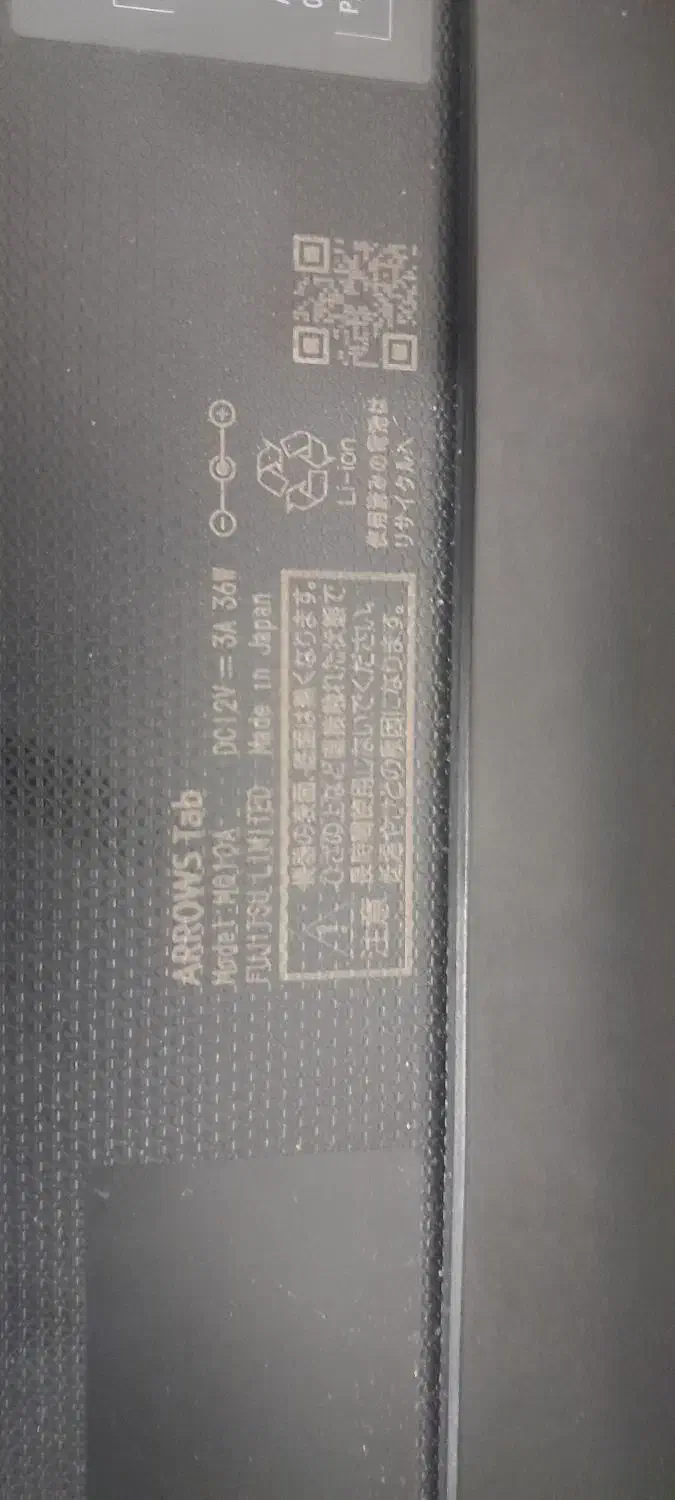 ARROWS Tab
DC12V 3A 36W
FUJITSU LIMITED Made in Japan
機器の表面、底面は熱くなります。
ひざの上など直接触れた状態で
長時間使用しないでください。
低温やけどの原因になります。
注意
Li-ion
使用済みの電池は
リサイクルへ